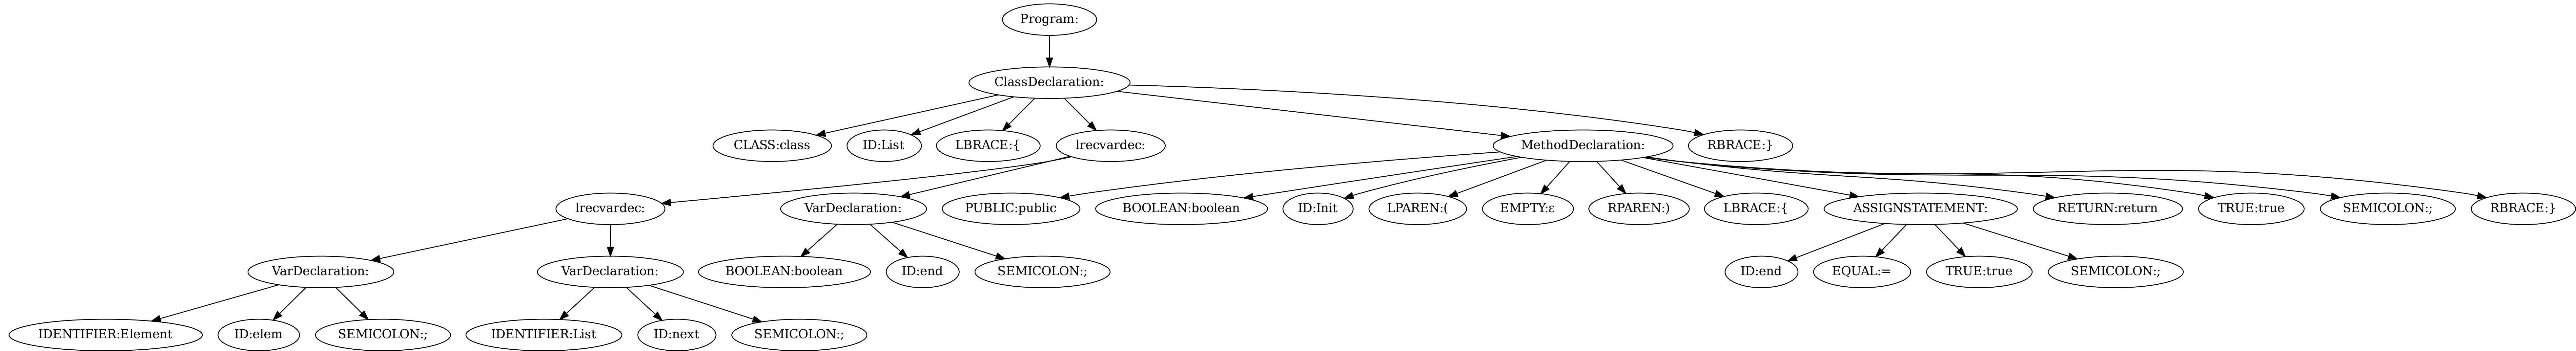 Program:
ClassDeclaration:
CLASS:class
ID:List
LBRACE:{
lrecvardec:
MethodDeclaration:
RBRACE:}
lrecvardec:
VarDeclaration:
PUBLIC:public
BOOLEAN:boolean
ID:Init
LPAREN:(
EMPTY:ε
RPAREN:)
LBRACE:{
ASSIGNSTATEMENT:
RETURN:return
TRUE:true
SEMICOLON:;
RBRACE:}
VarDeclaration:
VarDeclaration:
BOOLEAN:boolean
ID:end
SEMICOLON:;
ID:end
EQUAL:=
TRUE:true
SEMICOLON:;
IDENTIFIER:Element
ID:elem
SEMICOLON:;
IDENTIFIER:List
ID:next
SEMICOLON:;